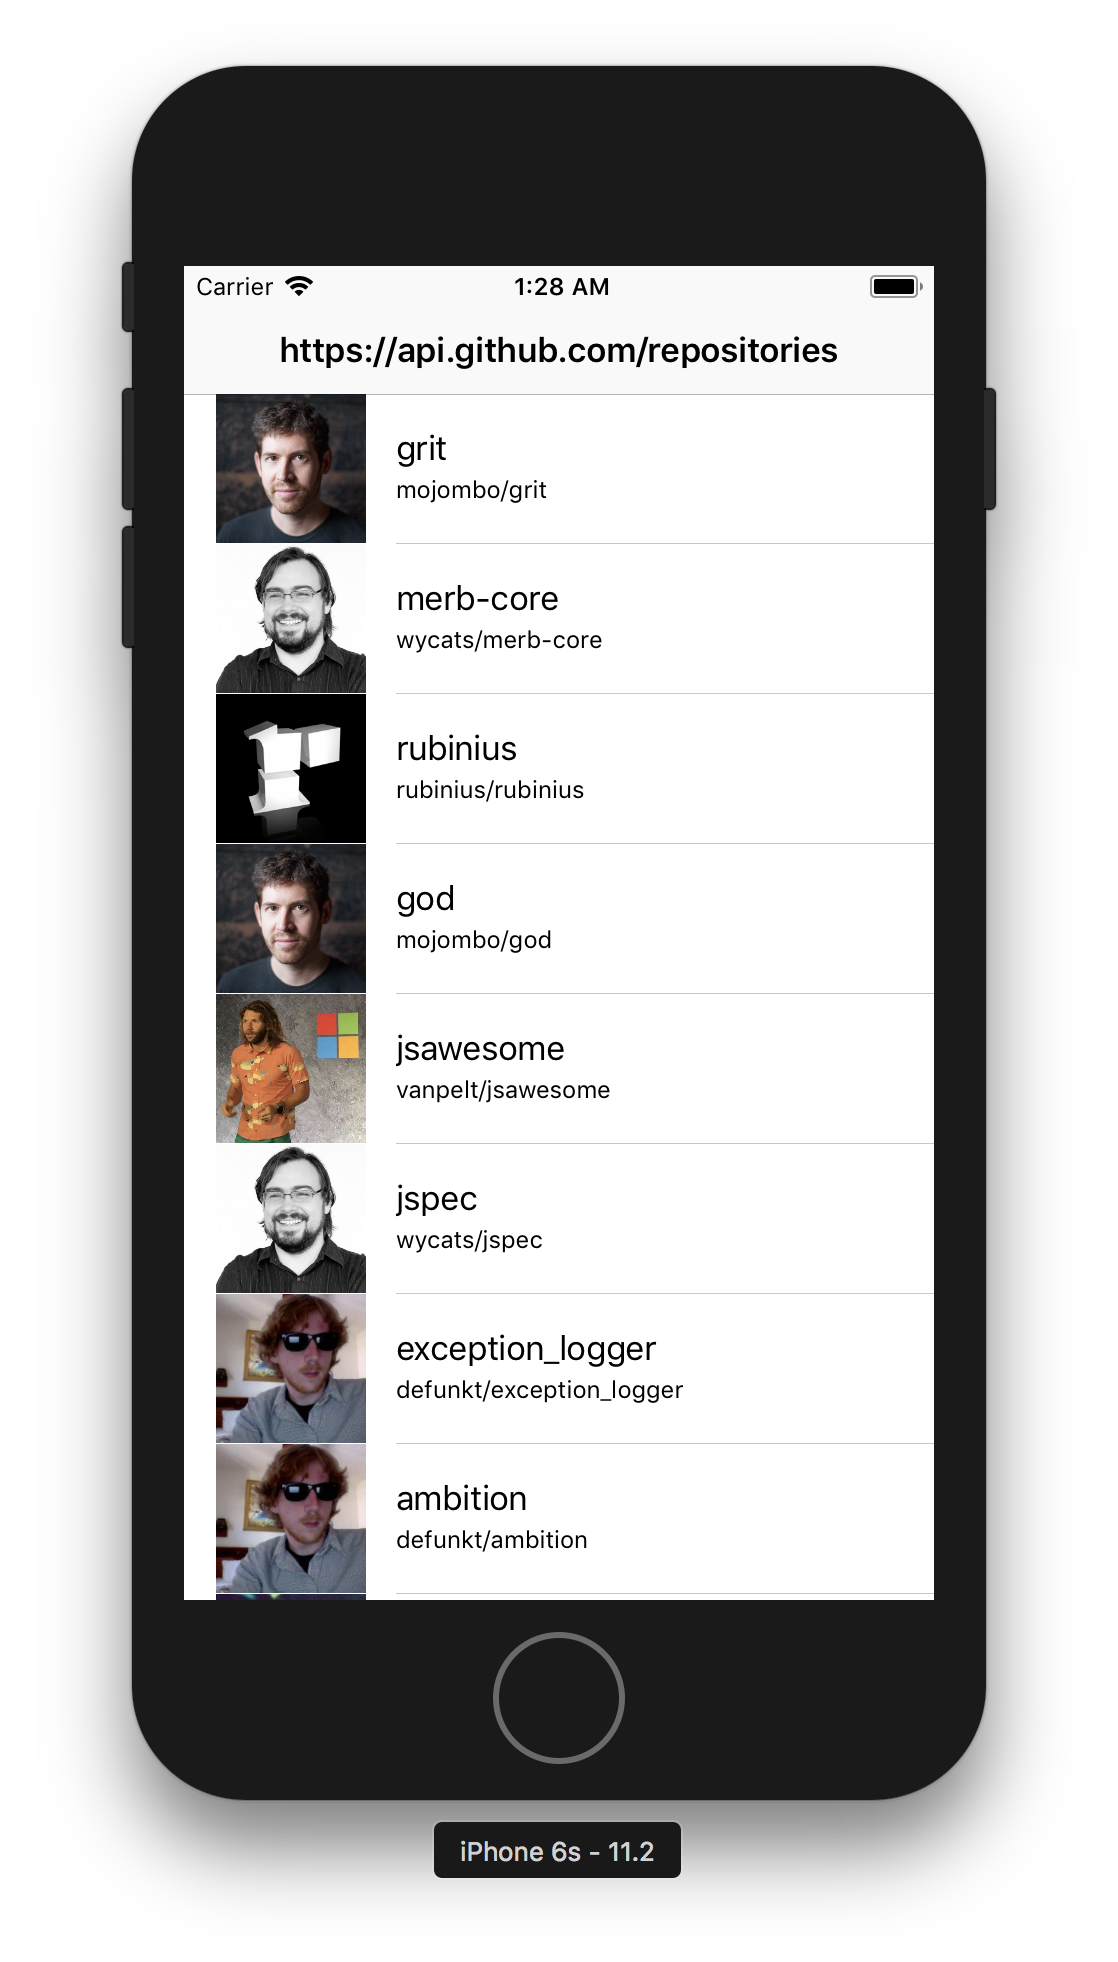 Carrier 1:28 AM
https://api.github.com/repositories
grit
mojombo/grit
merb-core
wycats/merb-core
rubinius
rubinius/rubinius
god
mojombo/god
jsawesome
vanpelt/jsawesome
jspec
wycats/jspec
exception_logger
defunkt/exception_logger
ambition
defunkt/ambition
iPhone 6s - 11.2